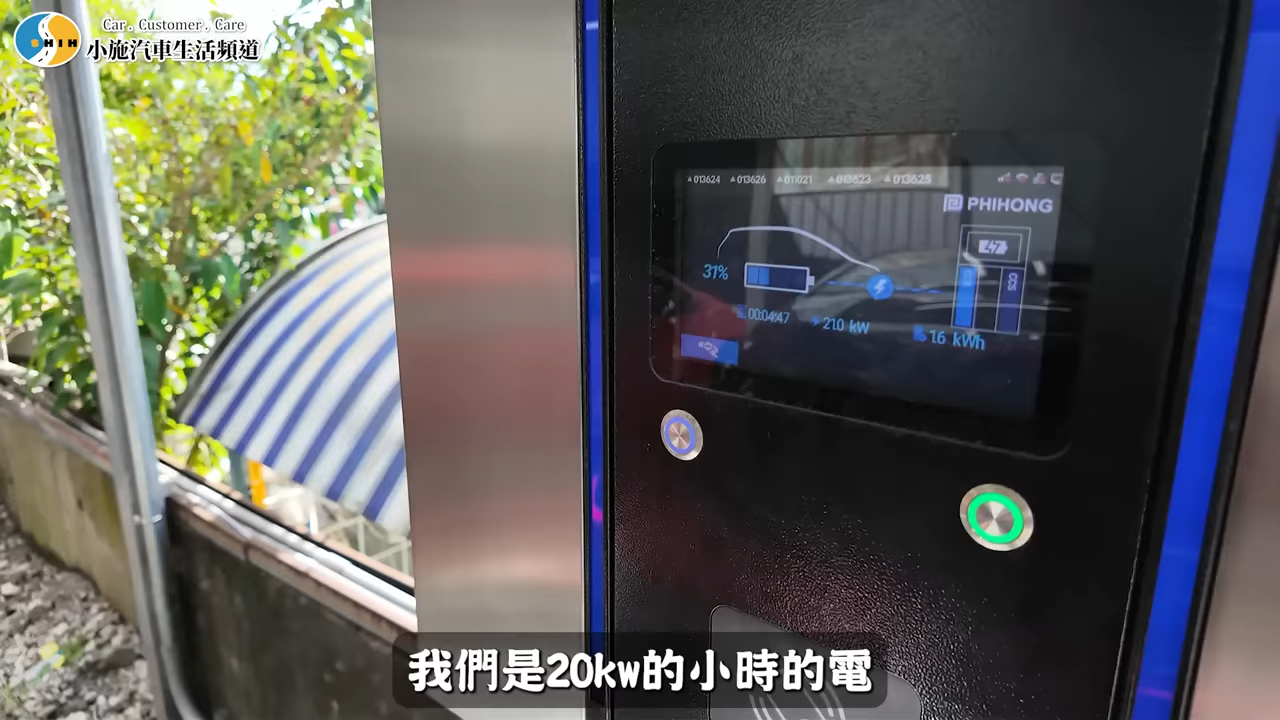 SHIH
Car . Customer . Care
小施汽車生活頻道
013624 013626 011021 013623 013625
PHIHONG
31%
CCS
00:04:47
21.0 kW
1.6 kWh
我們是20kw的小時的電